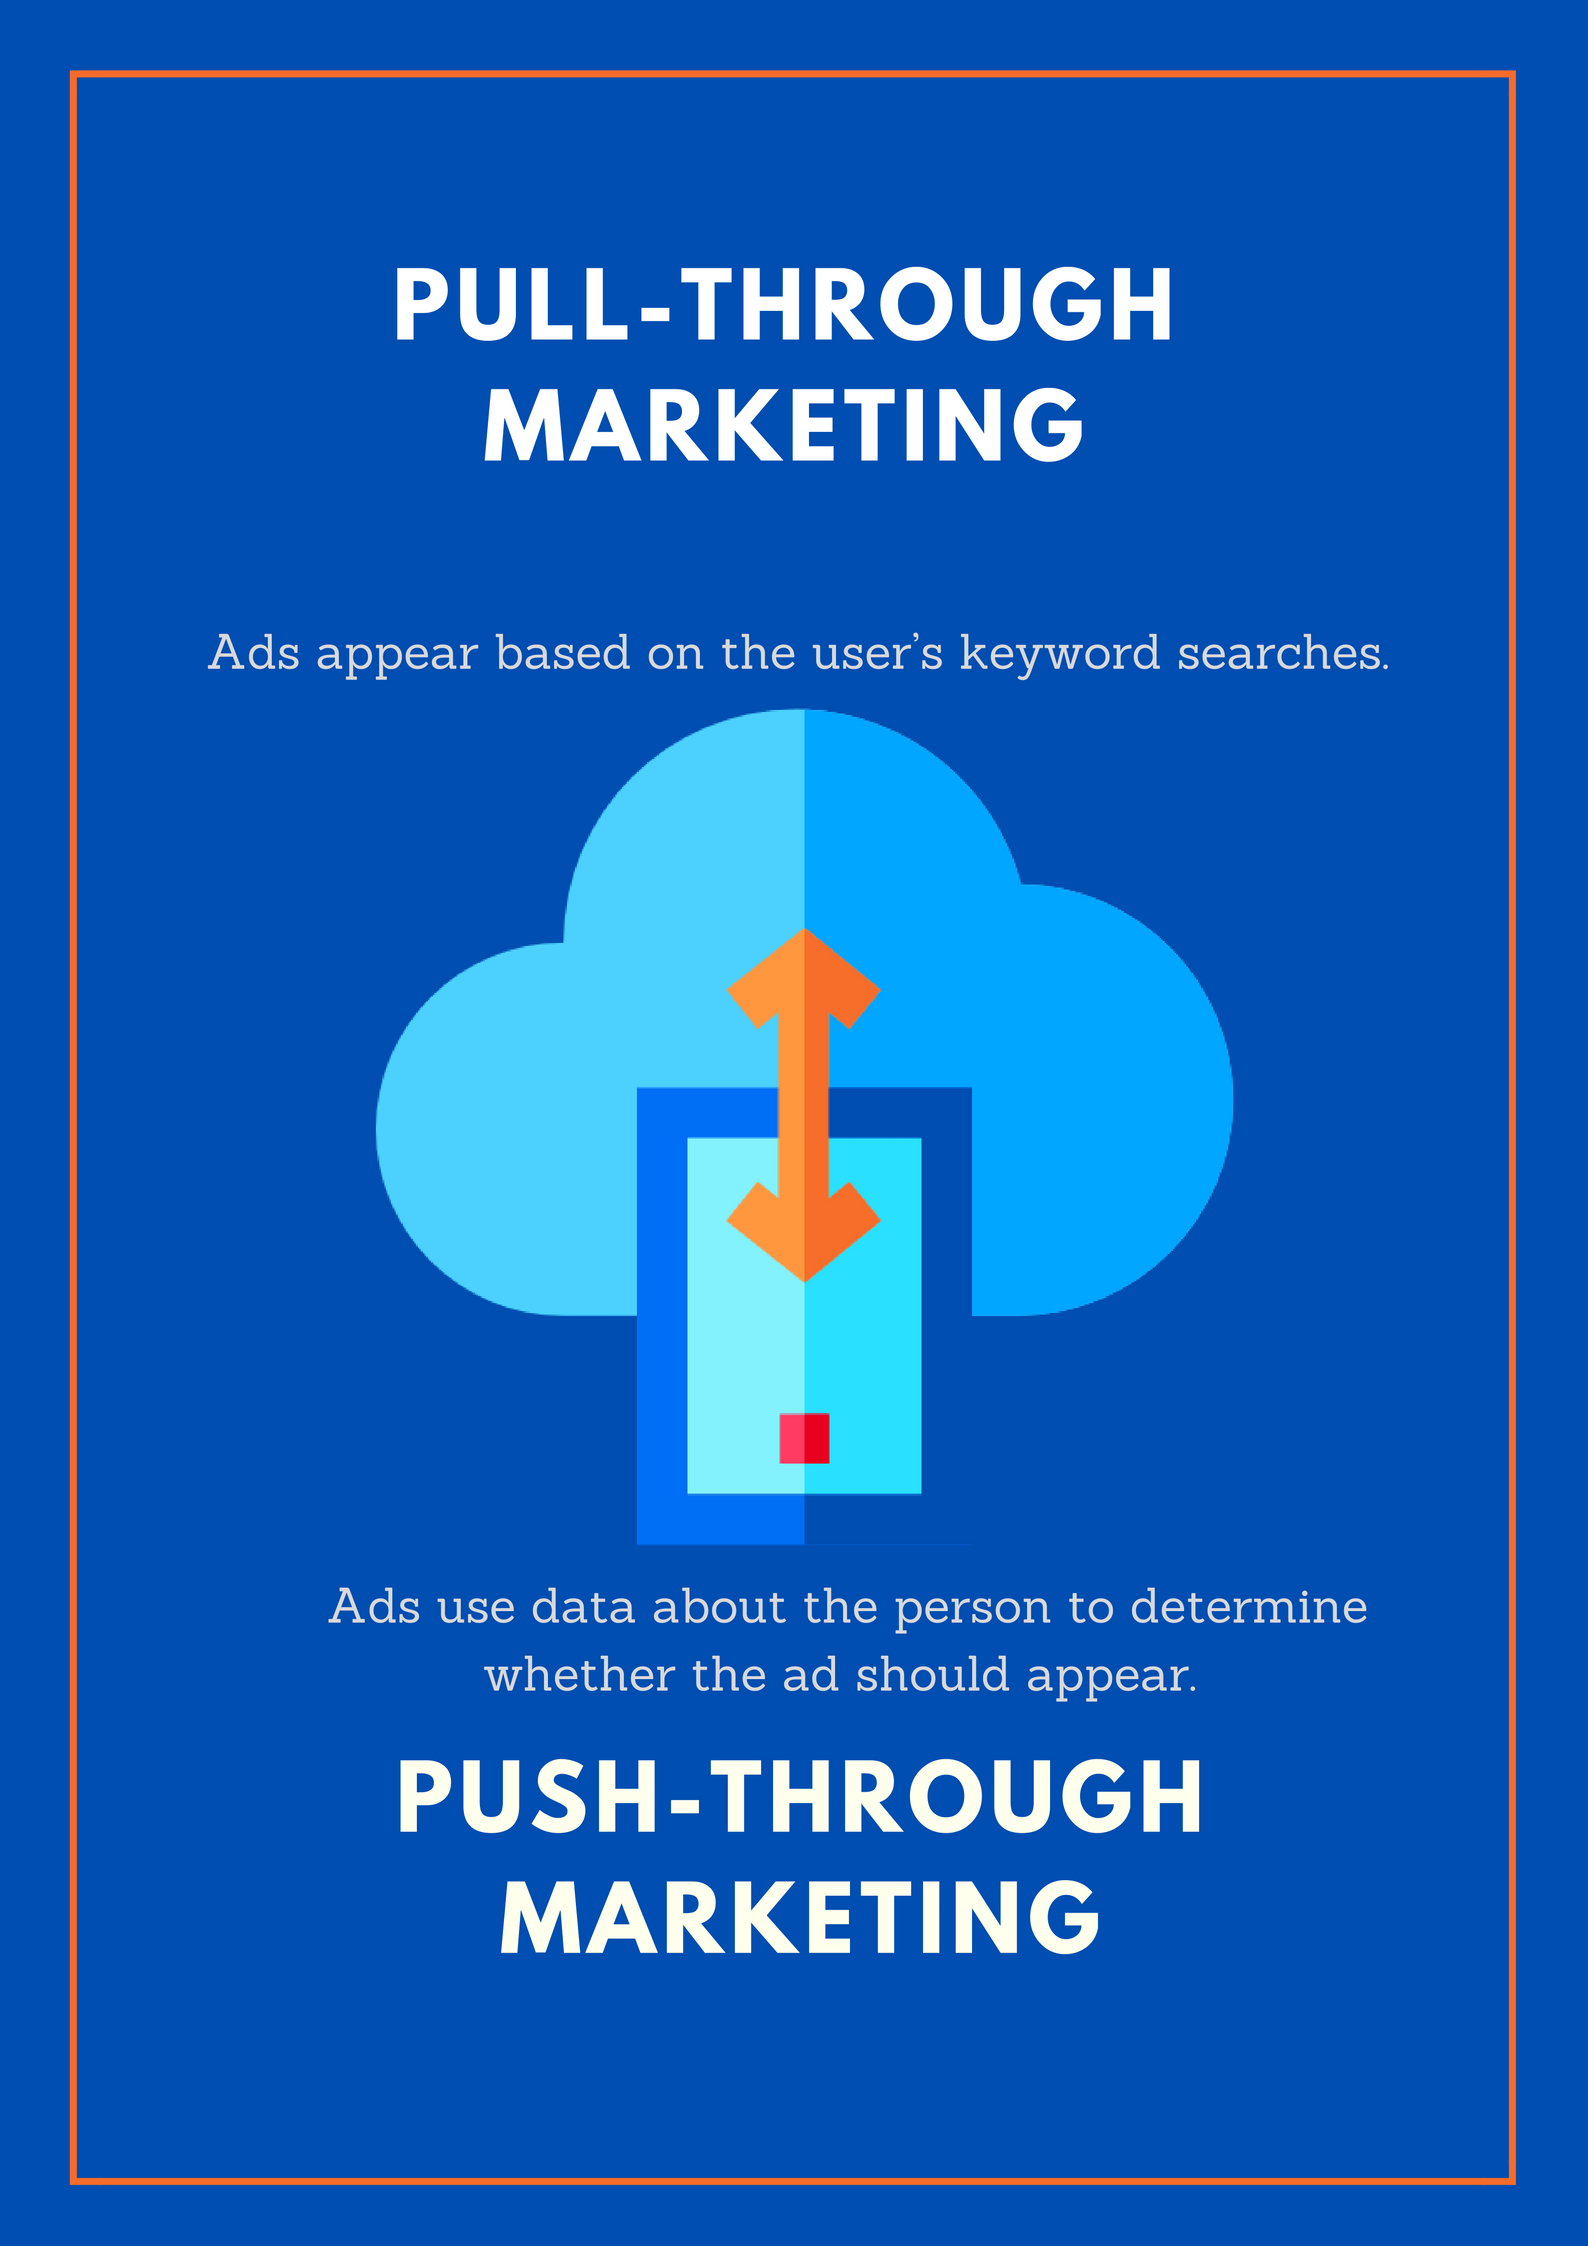 PULL-THROUGH
MARKETING
Ads appear based on the user’s keyword searches.
Ads use data about the person to determine
whether the ad should appear.
PUSH-THROUGH
MARKETING